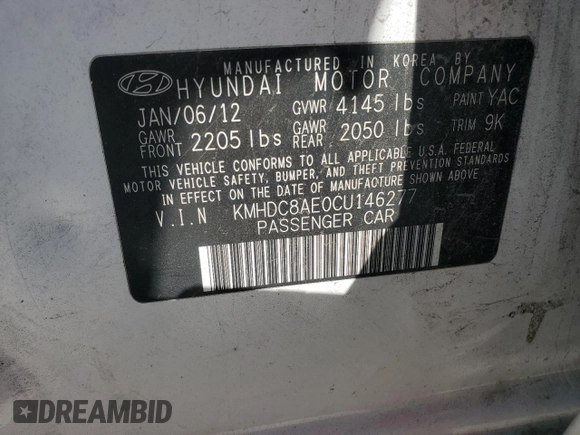 MANUFACTURED IN KOREA BY
HYUNDAI MOTOR COMPANY
JAN/06/12 GVWR 4145 lbs PAINT YAC
GAWR FRONT 2205 lbs GAWR REAR 2050 lbs TRIM 9K
THIS VEHICLE CONFORMS TO ALL APPLICABLE U.S.A. FEDERAL
MOTOR VEHICLE SAFETY, BUMPER, AND THEFT PREVENTION STANDARDS
IN EFFECT ON THE DATE OF MANUFACTURE SHOWN ABOVE
V.I.N KMHDC8AE0CU146277
PASSENGER CAR
DREAMBID